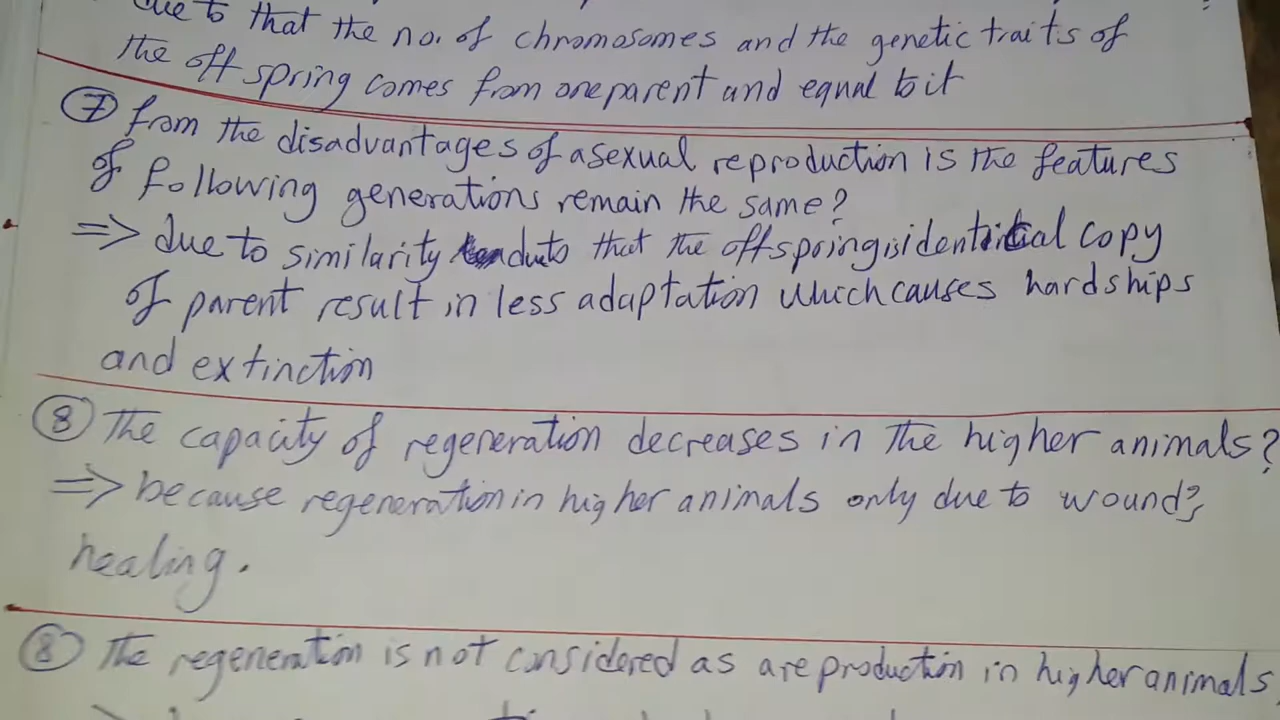 due to that the no. of chromosomes and the genetic traits of
the offspring comes from one parent and equal to it
⑦ from the disadvantages of asexual reproduction is the features
of following generations remain the same?
=> due to similarity due to that the offspring is identical copy
of parent result in less adaptation which causes hardships
and extinction
⑧ The capacity of regeneration decreases in the higher animals?
=> because regeneration in higher animals only due to wounds
healing.
⑧ The regeneration is not considered as a reproduction in higher animals